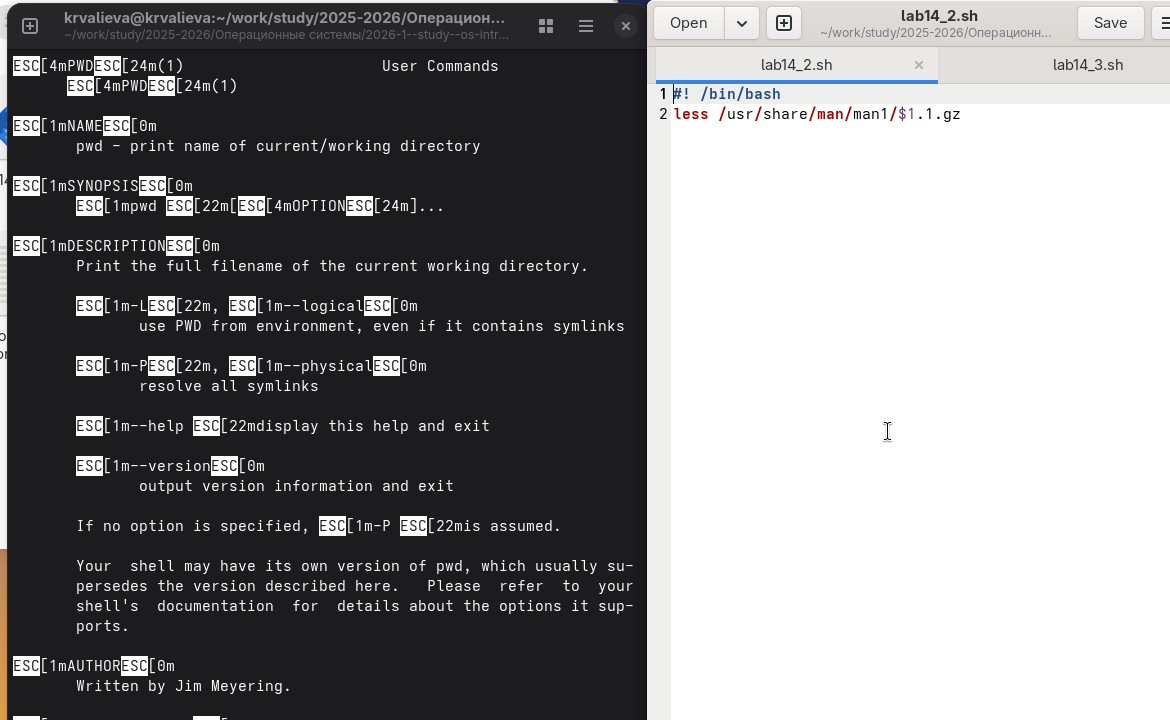 krvalieva@krvalieva:~/work/study/2025-2026/Операцион...
~/work/study/2025-2026/Операционные системы/2026-1--study--os-intr...
ESC[4mPWDESC[24m(1)                      User Commands
      ESC[4mPWDESC[24m(1)
ESC[1mNAMEESC[0m
       pwd - print name of current/working directory
ESC[1mSYNOPSISESC[0m
       ESC[1mpwd ESC[22m[ESC[4mOPTIONESC[24m]...
ESC[1mDESCRIPTIONESC[0m
       Print the full filename of the current working directory.
       ESC[1m-LESC[22m, ESC[1m--logicalESC[0m
              use PWD from environment, even if it contains symlinks
       ESC[1m-PESC[22m, ESC[1m--physicalESC[0m
              resolve all symlinks
       ESC[1m--help ESC[22mdisplay this help and exit
       ESC[1m--versionESC[0m
              output version information and exit
       If no option is specified, ESC[1m-P ESC[22mis assumed.
       Your  shell may have its own version of pwd, which usually su-
       persedes the version described here.   Please  refer  to  your
       shell's  documentation  for  details about the options it sup-
       ports.
ESC[1mAUTHORESC[0m
       Written by Jim Meyering.
Open
lab14_2.sh
~/work/study/2025-2026/Операционн...
Save
lab14_2.sh ×
lab14_3.sh
1 #! /bin/bash
2 less /usr/share/man/man1/$1.1.gz